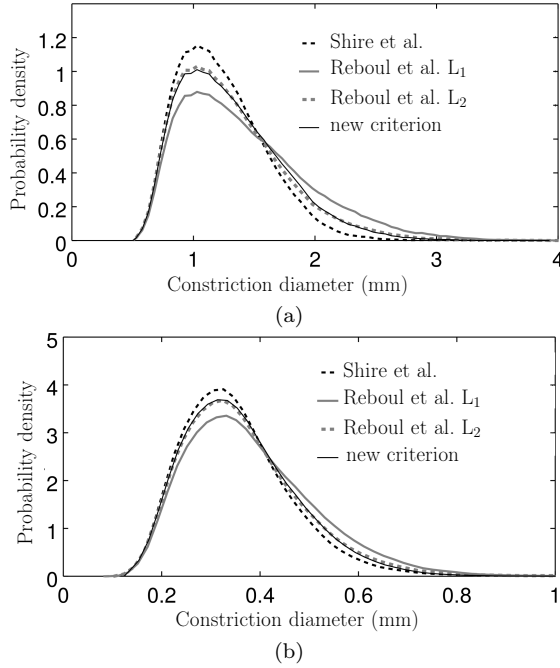 1.2
1
0.8
0.6
0.4
0.2
0
Probability density
Shire et al.
Reboul et al. L₁
Reboul et al. L₂
new criterion
0 1 2 3 4
Constriction diameter (mm)
(a)
5
4
3
2
1
0
Probability density
Shire et al.
Reboul et al. L₁
Reboul et al. L₂
new criterion
0 0.2 0.4 0.6 0.8 1
Constriction diameter (mm)
(b)